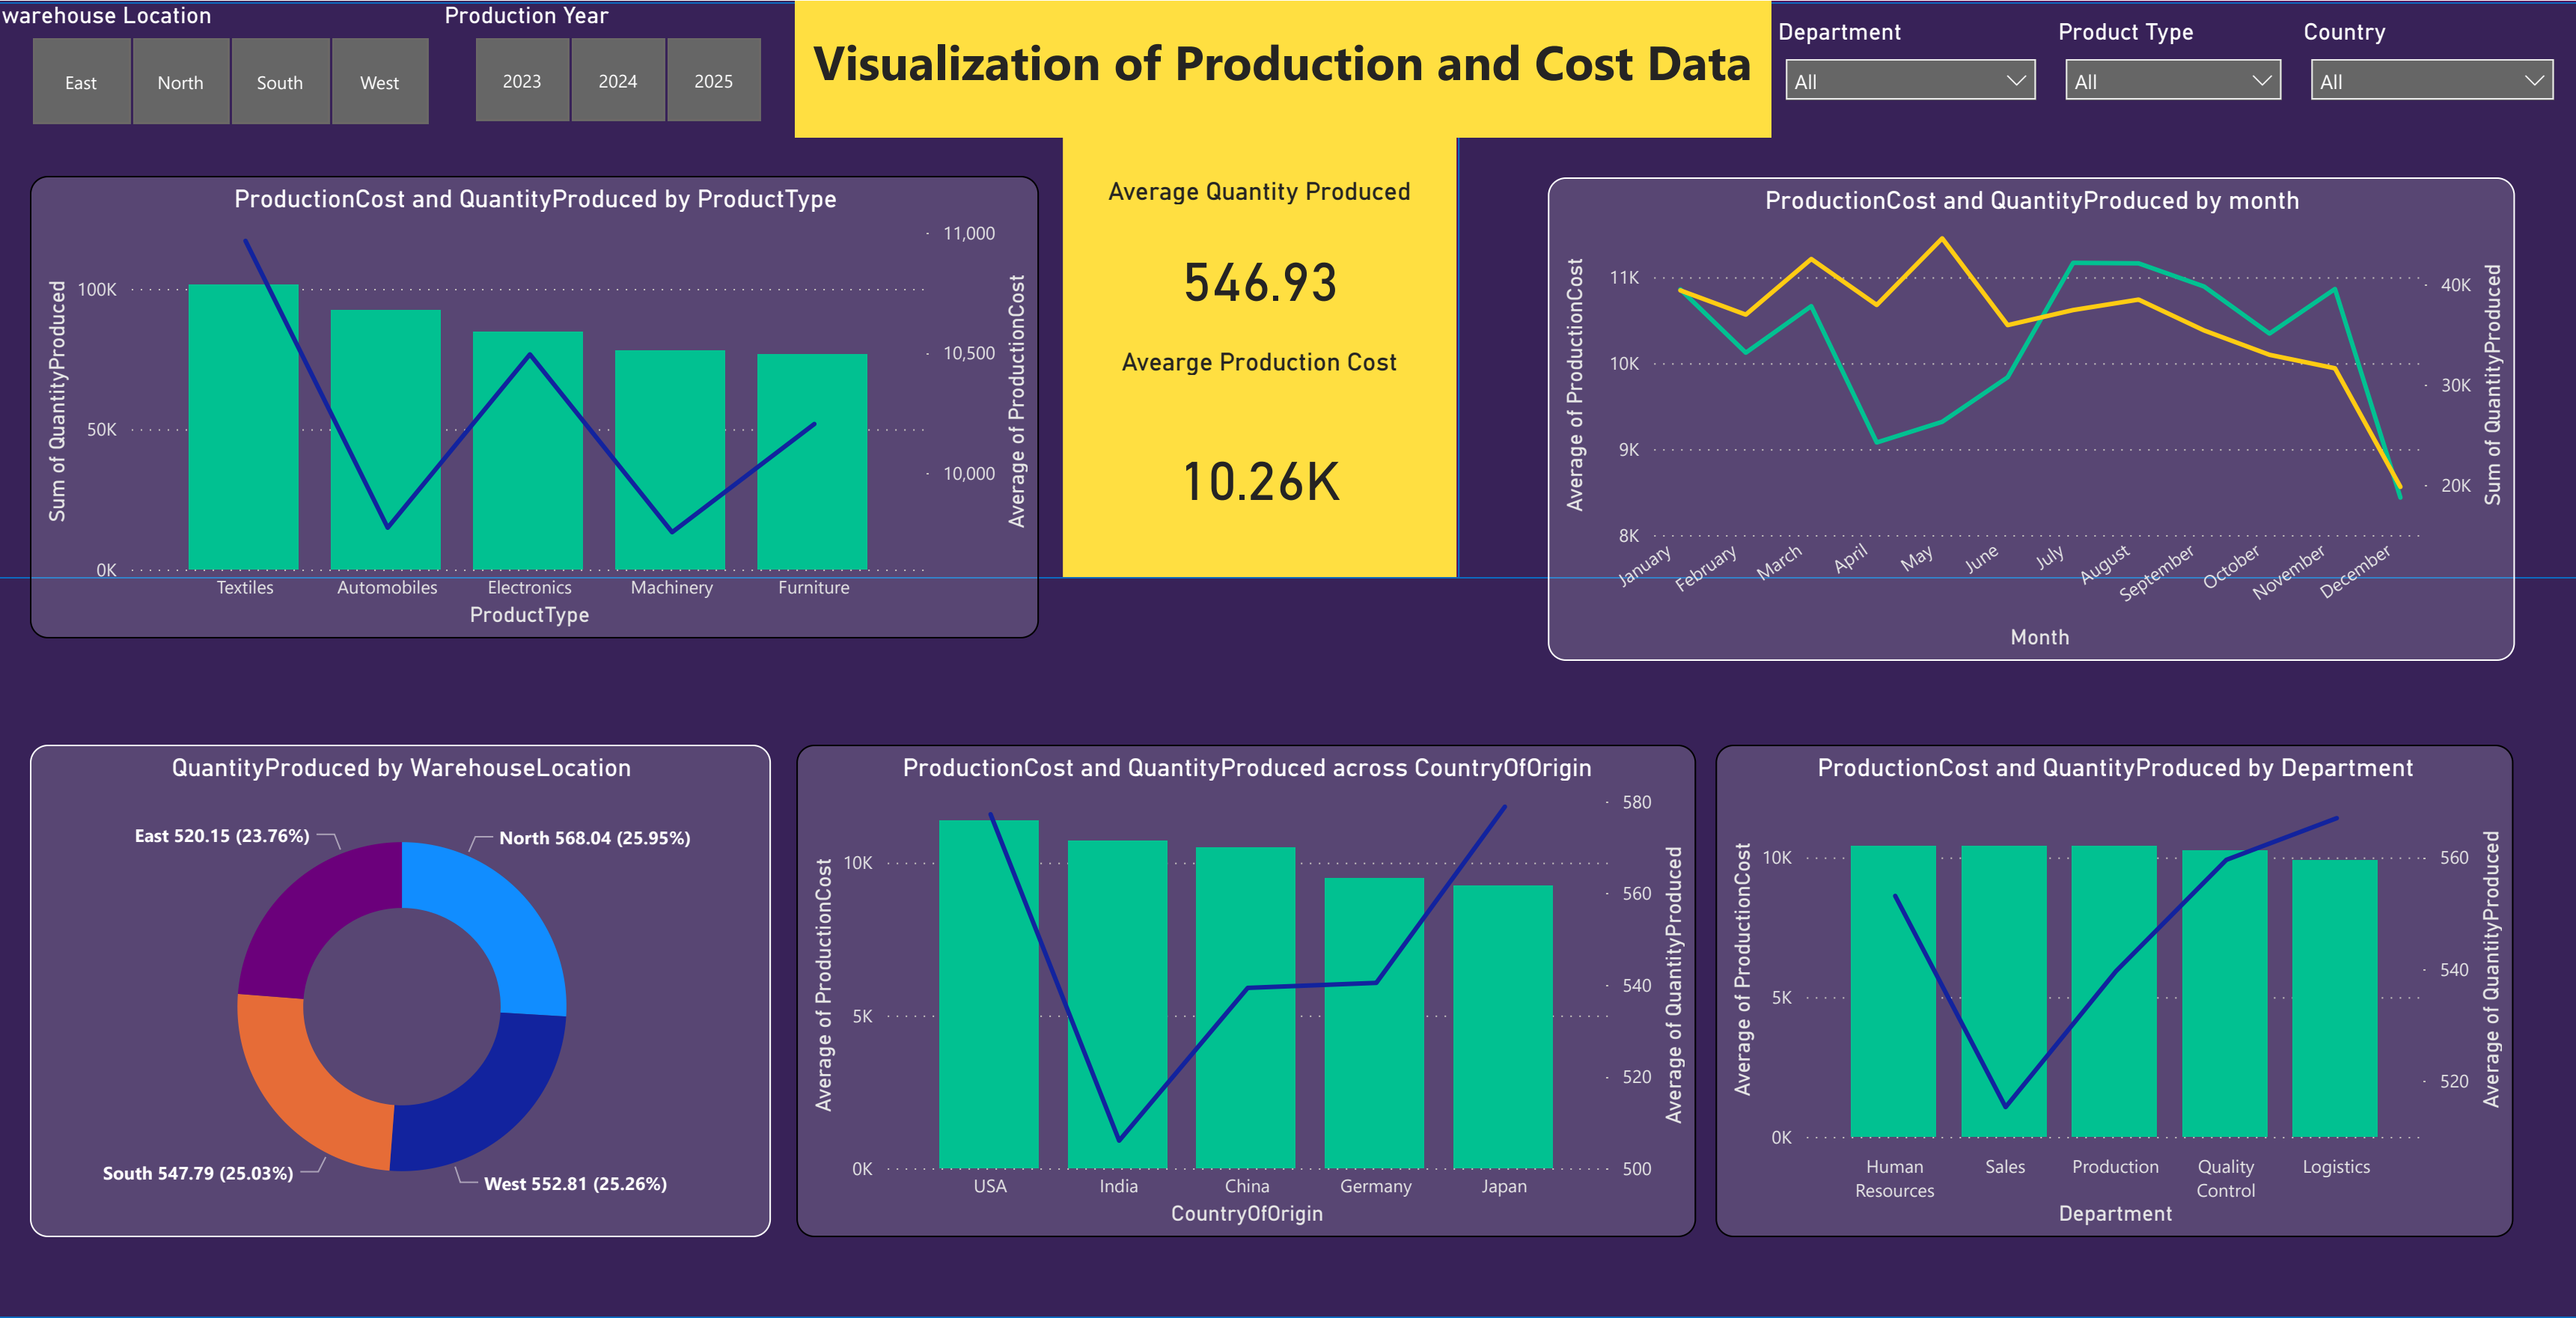 warehouse Location
East
North
South
West
Production Year
2023
2024
2025
Visualization of Production and Cost Data
Department
All
Product Type
All
Country
All
ProductionCost and QuantityProduced by ProductType
Sum of QuantityProduced
100K
50K
0K
11,000
10,500
10,000
Average of ProductionCost
Textiles
Automobiles
Electronics
Machinery
Furniture
ProductType
Average Quantity Produced
546.93
Avearge Production Cost
10.26K
ProductionCost and QuantityProduced by month
Average of ProductionCost
11K
10K
9K
8K
40K
30K
20K
Sum of QuantityProduced
January
February
March
April
May
June
July
August
September
October
November
December
Month
QuantityProduced by WarehouseLocation
East 520.15 (23.76%)
North 568.04 (25.95%)
South 547.79 (25.03%)
West 552.81 (25.26%)
ProductionCost and QuantityProduced across CountryOfOrigin
Average of ProductionCost
10K
5K
0K
580
560
540
520
500
Average of QuantityProduced
USA
India
China
Germany
Japan
CountryOfOrigin
ProductionCost and QuantityProduced by Department
Average of ProductionCost
10K
5K
0K
560
540
520
Average of QuantityProduced
Human
Resources
Sales
Production
Quality
Control
Logistics
Department